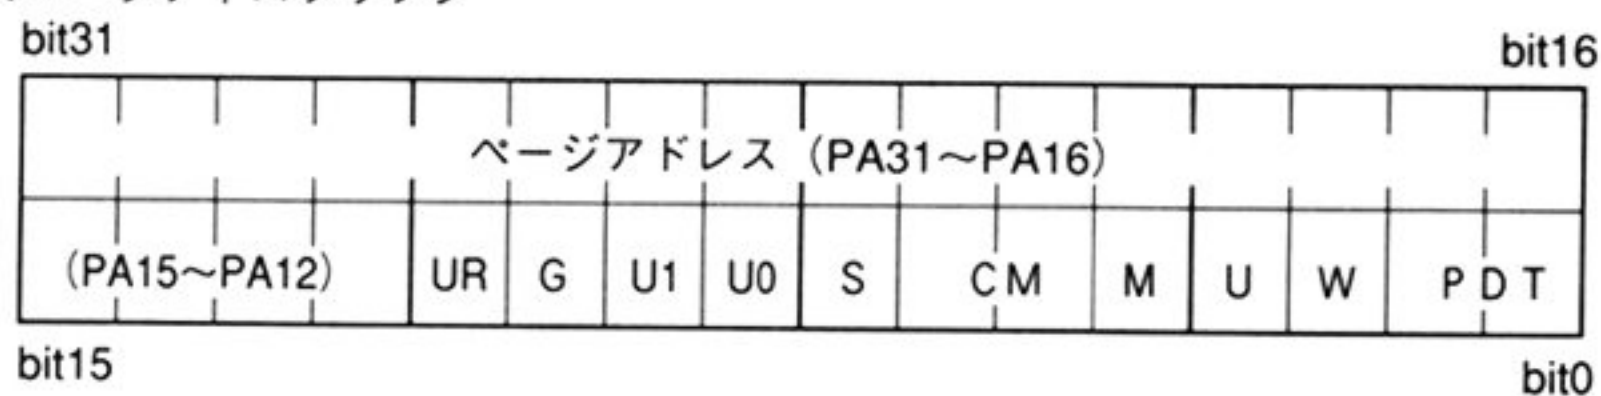 bit31 bit16
ページアドレス (PA31〜PA16)
(PA15〜PA12) UR G U1 U0 S CM M U W PDT
bit15 bit0